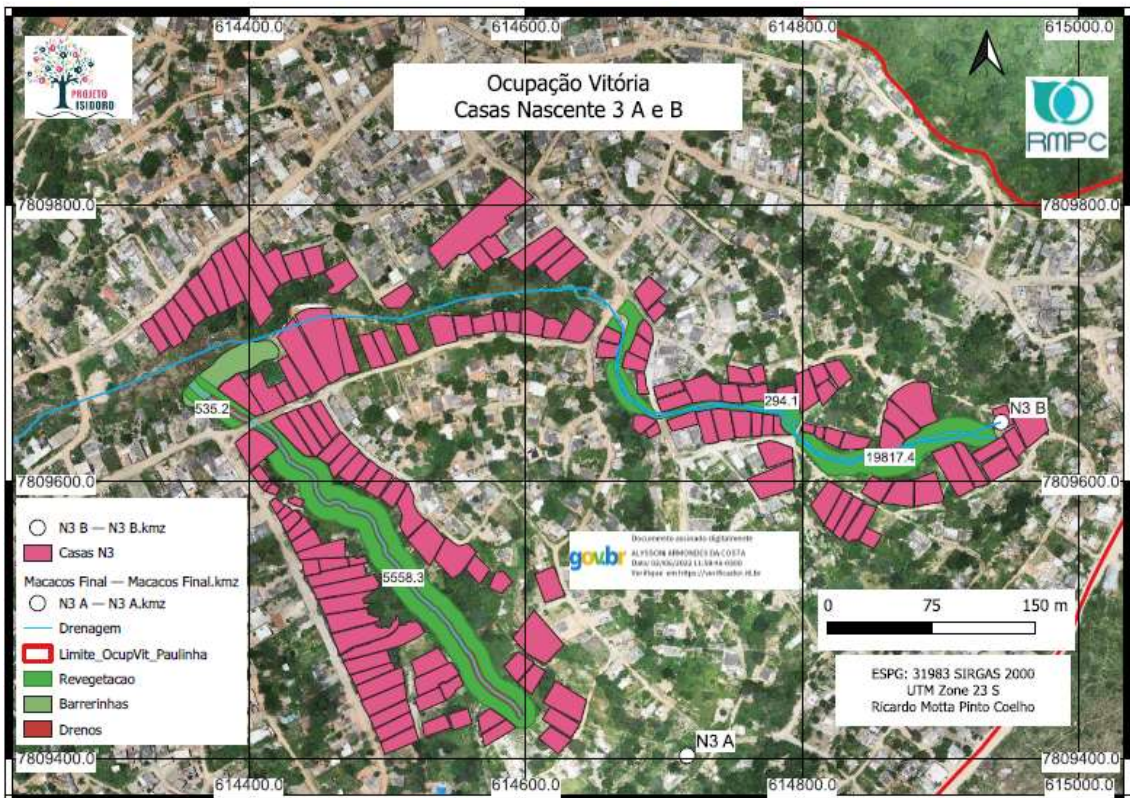 614400.0
614600.0
614800.0
615000.0
PROJETO
ISIDORO
Ocupação Vitória
Casas Nascente 3 A e B
RMPC
7809800.0
7809800.0
535.2
294.1
N3 B
19817.4
7809600.0
7809600.0
5558.3
N3 B — N3 B.kmz
Casas N3
Macacos Final — Macacos Final.kmz
N3 A — N3 A.kmz
Drenagem
Limite_OcupVit_Paulinha
Revegetacao
Barrerinhas
Drenos
gov.br
Documento assinado digitalmente
ALYSSON ARMONDES DA COSTA
0
75
150 m
ESPG: 31983 SIRGAS 2000
UTM Zone 23 S
Ricardo Motta Pinto Coelho
N3 A
7809400.0
7809400.0
614400.0
614600.0
614800.0
615000.0